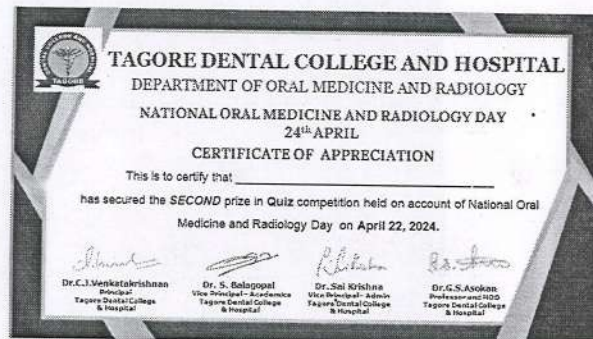 TAGORE
TAGORE DENTAL COLLEGE AND HOSPITAL
DEPARTMENT OF ORAL MEDICINE AND RADIOLOGY
NATIONAL ORAL MEDICINE AND RADIOLOGY DAY
24th APRIL
CERTIFICATE OF APPRECIATION
This is to certify that
has secured the SECOND prize in Quiz competition held on account of National Oral
Medicine and Radiology Day on April 22, 2024.
Dr.C.J.Venkatakrishnan
Principal
Tagore Dental College
& Hospital
Dr. S. Balagopal
Vice Principal - Academics
Tagore Dental College
& Hospital
Dr. Sai Krishna
Vice Principal - Admin
Tagore Dental College
& Hospital
Dr.G.S.Asokan
Professor and HOD
Tagore Dental College
& Hospital